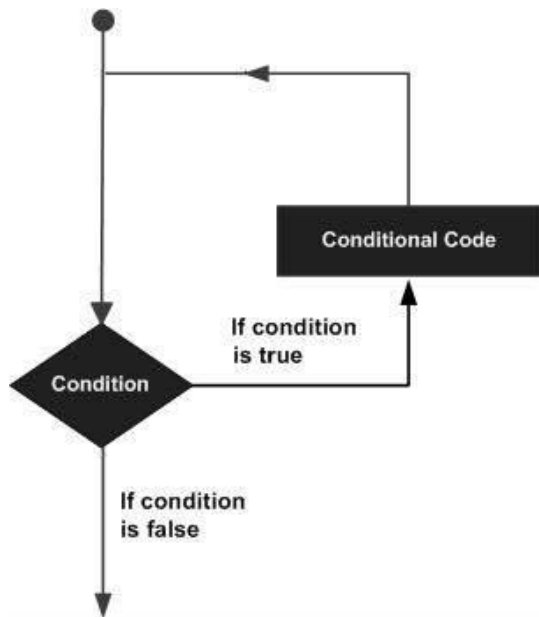 Conditional Code
If condition
is true
Condition
If condition
is false